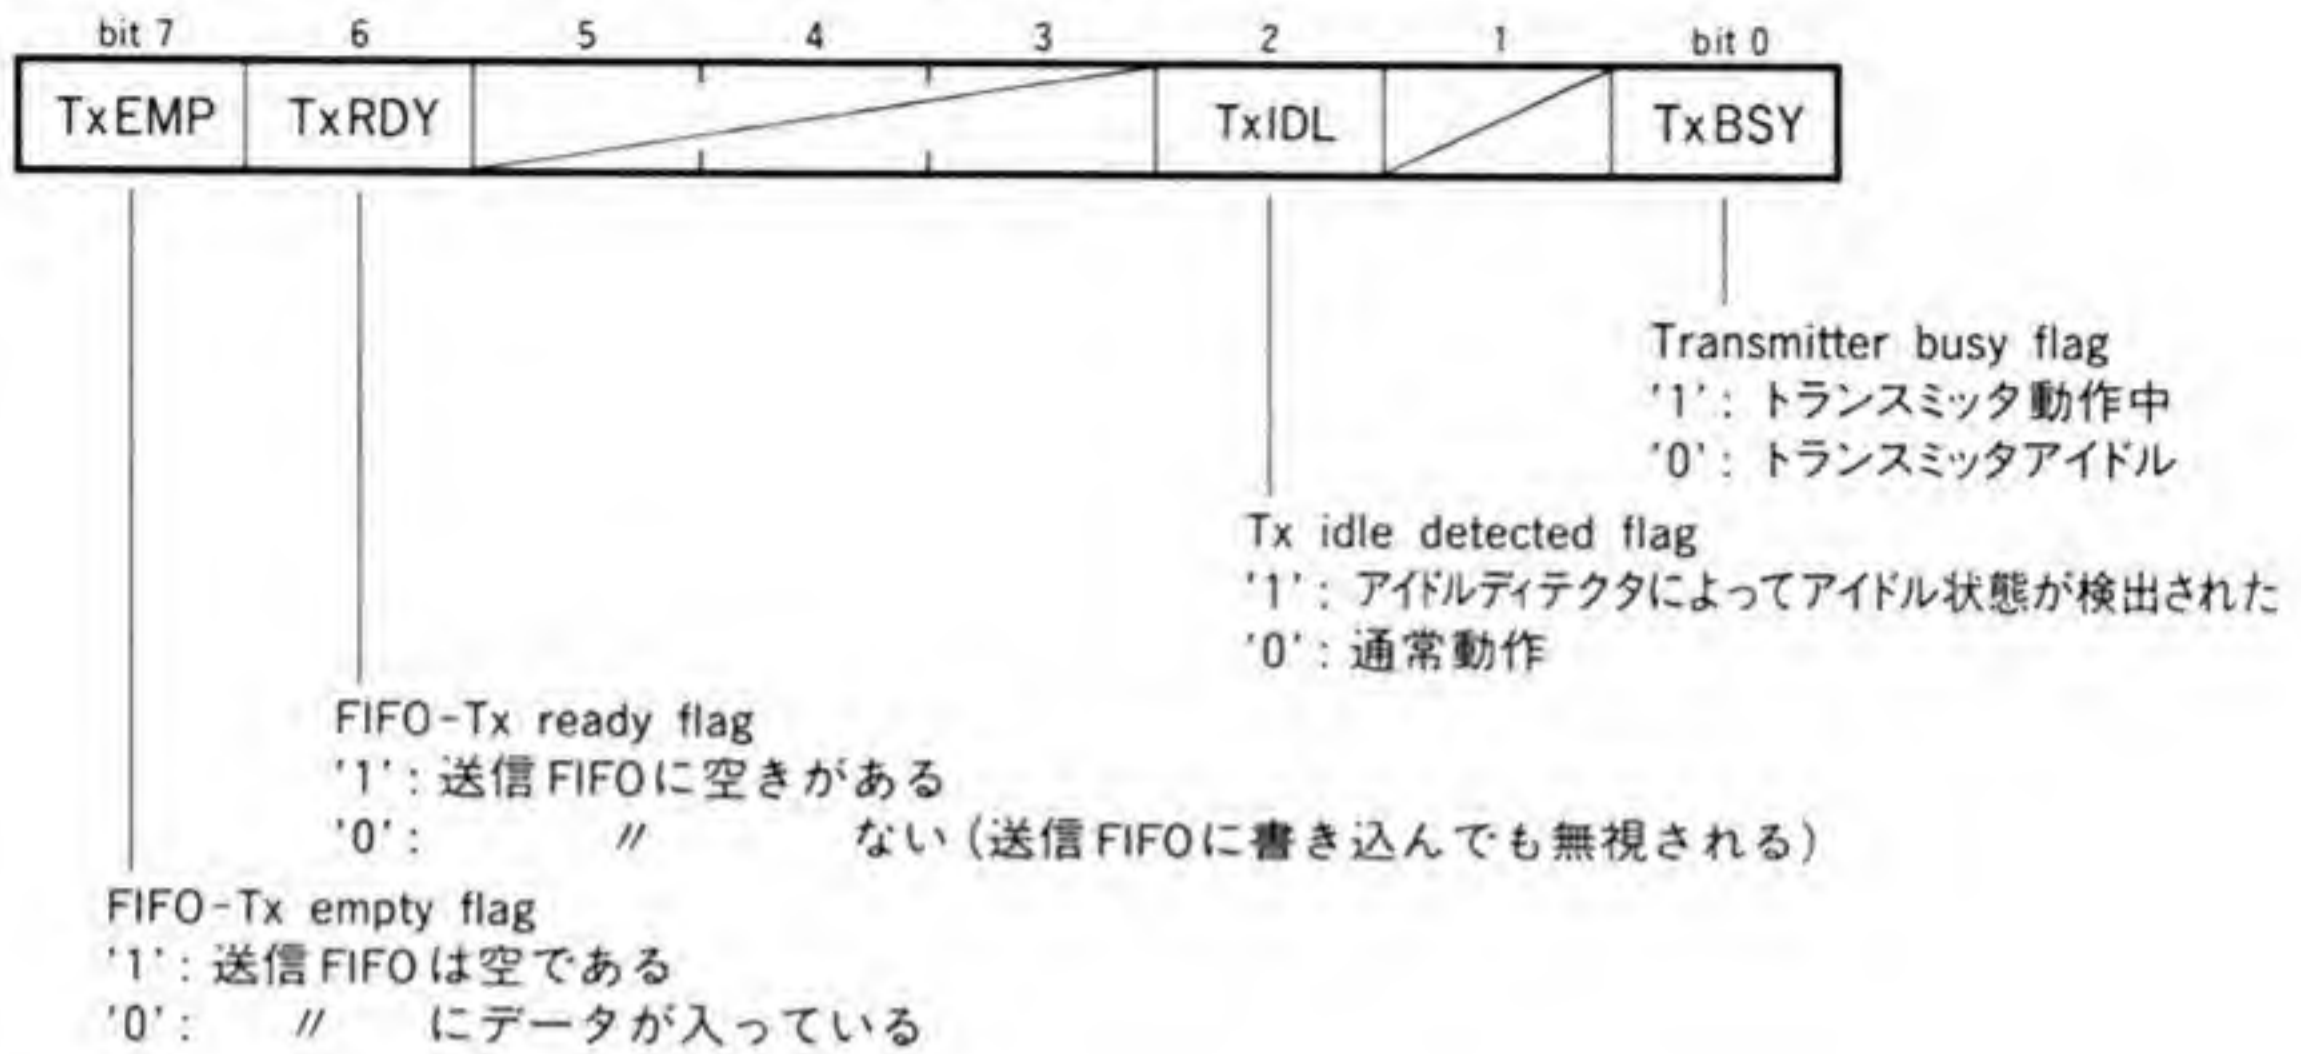 bit 7 6 5 4 3 2 1 bit 0
TxEMP TxRDY TxIDL TxBSY
Transmitter busy flag
'1': トランスミッタ動作中
'0': トランスミッタアイドル
Tx idle detected flag
'1': アイドルディテクタによってアイドル状態が検出された
'0': 通常動作
FIFO-Tx ready flag
'1': 送信FIFOに空きがある
'0': 〃 ない (送信FIFOに書き込んでも無視される)
FIFO-Tx empty flag
'1': 送信FIFOは空である
'0': 〃 にデータが入っている